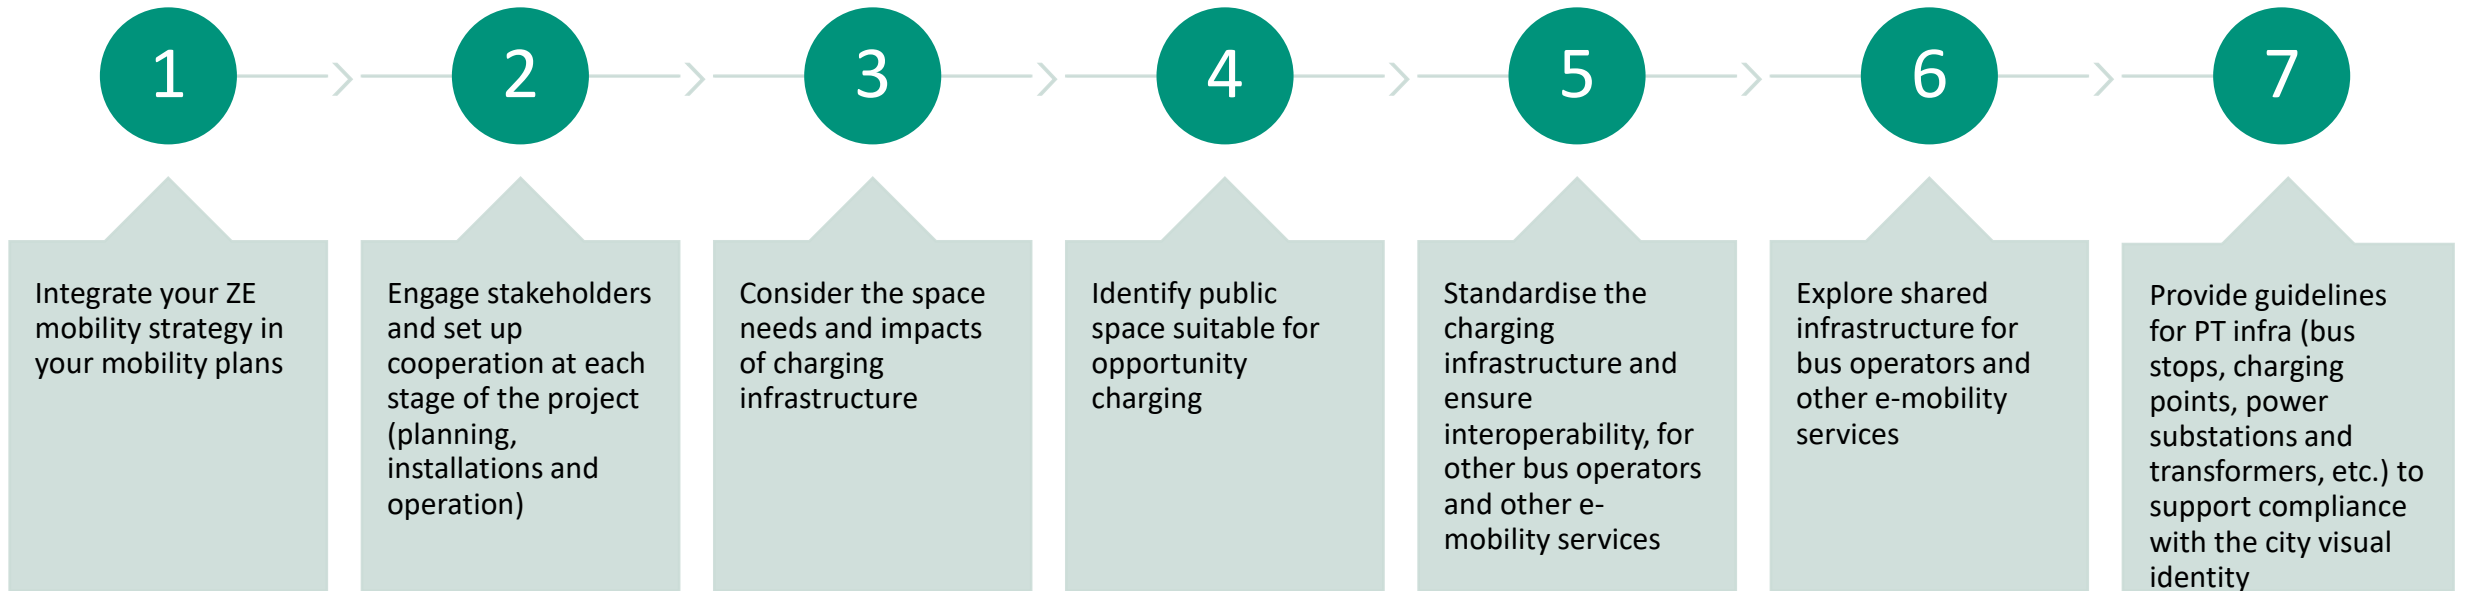 1
Integrate your ZE
mobility strategy in
your mobility plans
2
Engage stakeholders
and set up
cooperation at each
stage of the project
(planning,
installations and
operation)
3
Consider the space
needs and impacts
of charging
infrastructure
4
Identify public
space suitable for
opportunity
charging
5
Standardise the
charging
infrastructure and
ensure
interoperability, for
other bus operators
and other e-
mobility services
6
Explore shared
infrastructure for
bus operators and
other e-mobility
services
7
Provide guidelines
for PT infra (bus
stops, charging
points, power
substations and
transformers, etc.) to
support compliance
with the city visual
identity